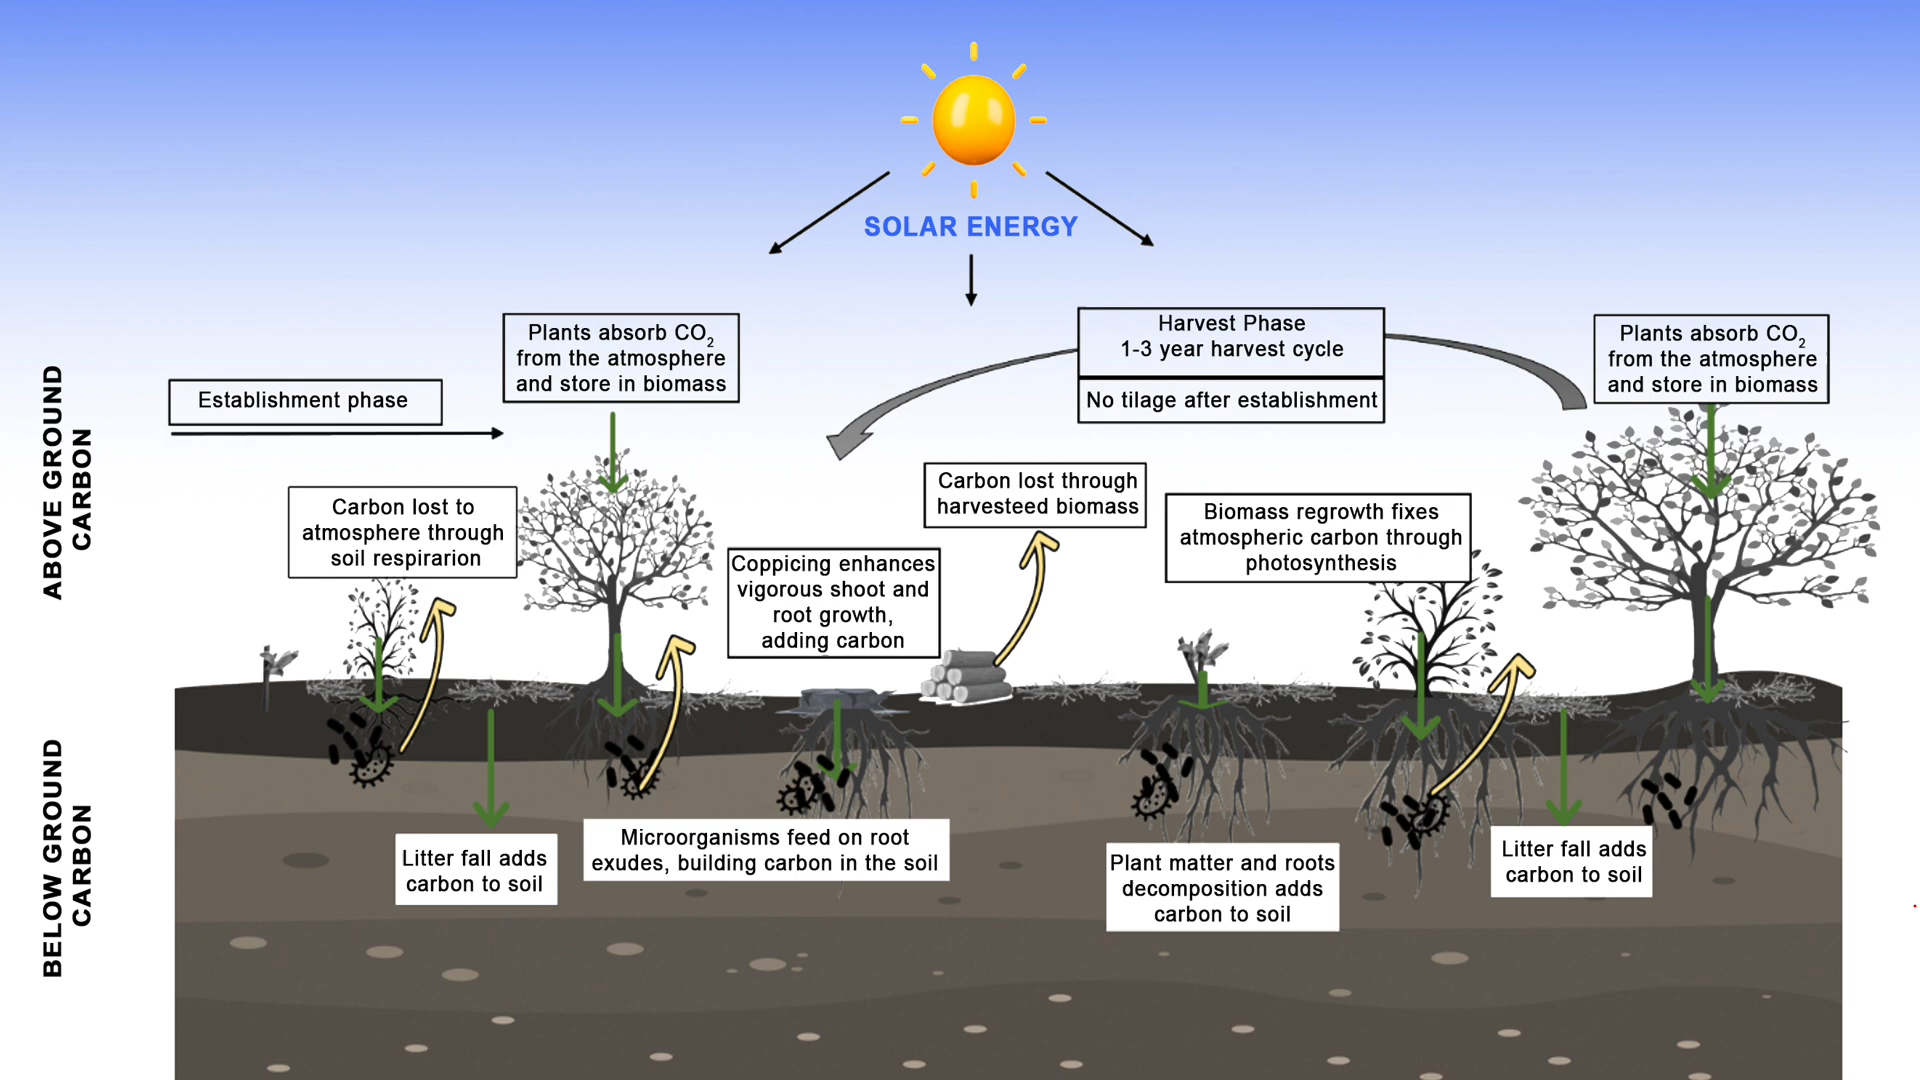 SOLAR ENERGY
Plants absorb CO₂
from the atmosphere
and store in biomass
Harvest Phase
1-3 year harvest cycle
No tilage after establishment
Plants absorb CO₂
from the atmosphere
and store in biomass
Establishment phase
ABOVE GROUND
CARBON
Carbon lost to
atmosphere through
soil respirarion
Carbon lost through
harvesteed biomass
Biomass regrowth fixes
atmospheric carbon through
photosynthesis
Coppicing enhances
vigorous shoot and
root growth,
adding carbon
BELOW GROUND
CARBON
Litter fall adds
carbon to soil
Microorganisms feed on root
exudes, building carbon in the soil
Plant matter and roots
decomposition adds
carbon to soil
Litter fall adds
carbon to soil